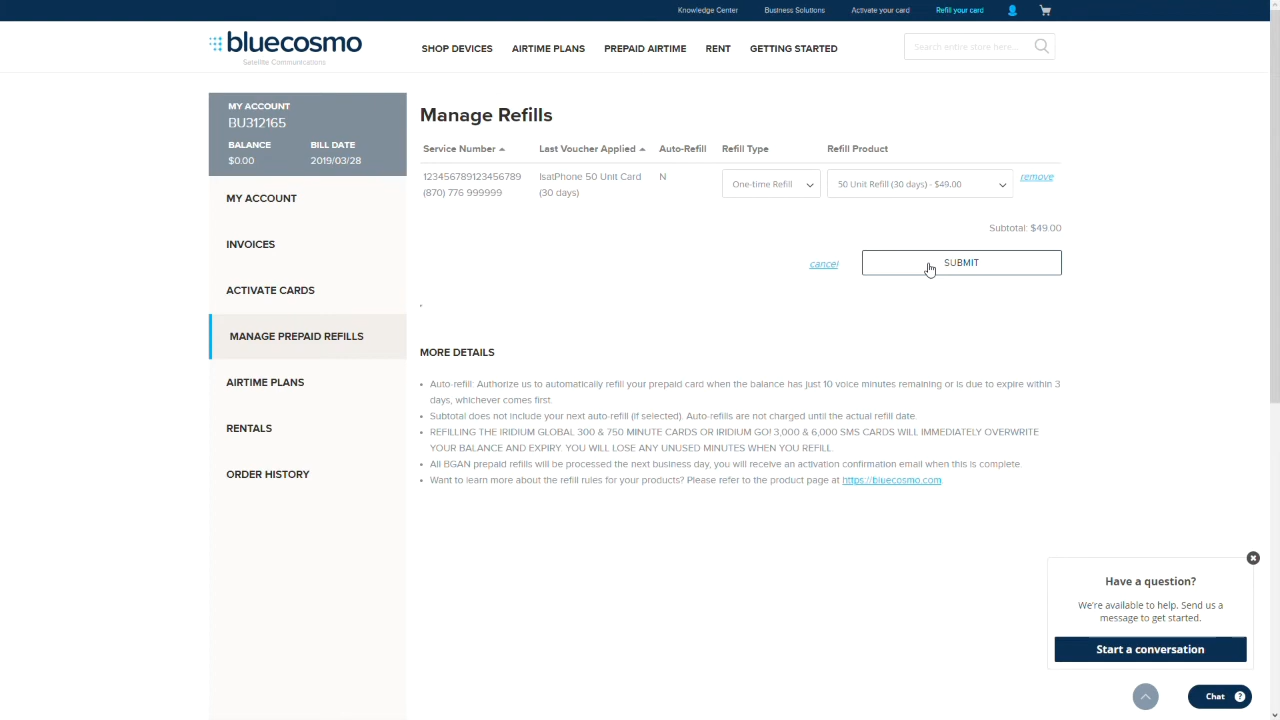 Knowledge Center Business Solutions Activate your card Refill your card
bluecosmo
Satellite Communications
SHOP DEVICES AIRTIME PLANS PREPAID AIRTIME RENT GETTING STARTED
Search entire store here...
MY ACCOUNT
BU312165
BALANCE BILL DATE
$0.00 2019/03/28
MY ACCOUNT
INVOICES
ACTIVATE CARDS
MANAGE PREPAID REFILLS
AIRTIME PLANS
RENTALS
ORDER HISTORY
Manage Refills
Service Number Last Voucher Applied Auto-Refill Refill Type Refill Product
123456789123456789 IsatPhone 50 Unit Card N One-time Refill 50 Unit Refill (30 days) - $49.00 remove
(870) 776 999999 (30 days)
Subtotal: $49.00
cancel SUBMIT
MORE DETAILS
• Auto-refill: Authorize us to automatically refill your prepaid card when the balance has just 10 voice minutes remaining or is due to expire within 3
days, whichever comes first.
• Subtotal does not include your next auto-refill (if selected). Auto-refills are not charged until the actual refill date.
• REFILLING THE IRIDIUM GLOBAL 300 & 750 MINUTE CARDS OR IRIDIUM GO! 3,000 & 6,000 SMS CARDS WILL IMMEDIATELY OVERWRITE
YOUR BALANCE AND EXPIRY. YOU WILL LOSE ANY UNUSED MINUTES WHEN YOU REFILL.
• All BGAN prepaid refills will be processed the next business day, you will receive an activation confirmation email when this is complete.
• Want to learn more about the refill rules for your products? Please refer to the product page at https://bluecosmo.com
Have a question?
We're available to help. Send us a
message to get started.
Start a conversation
Chat ?